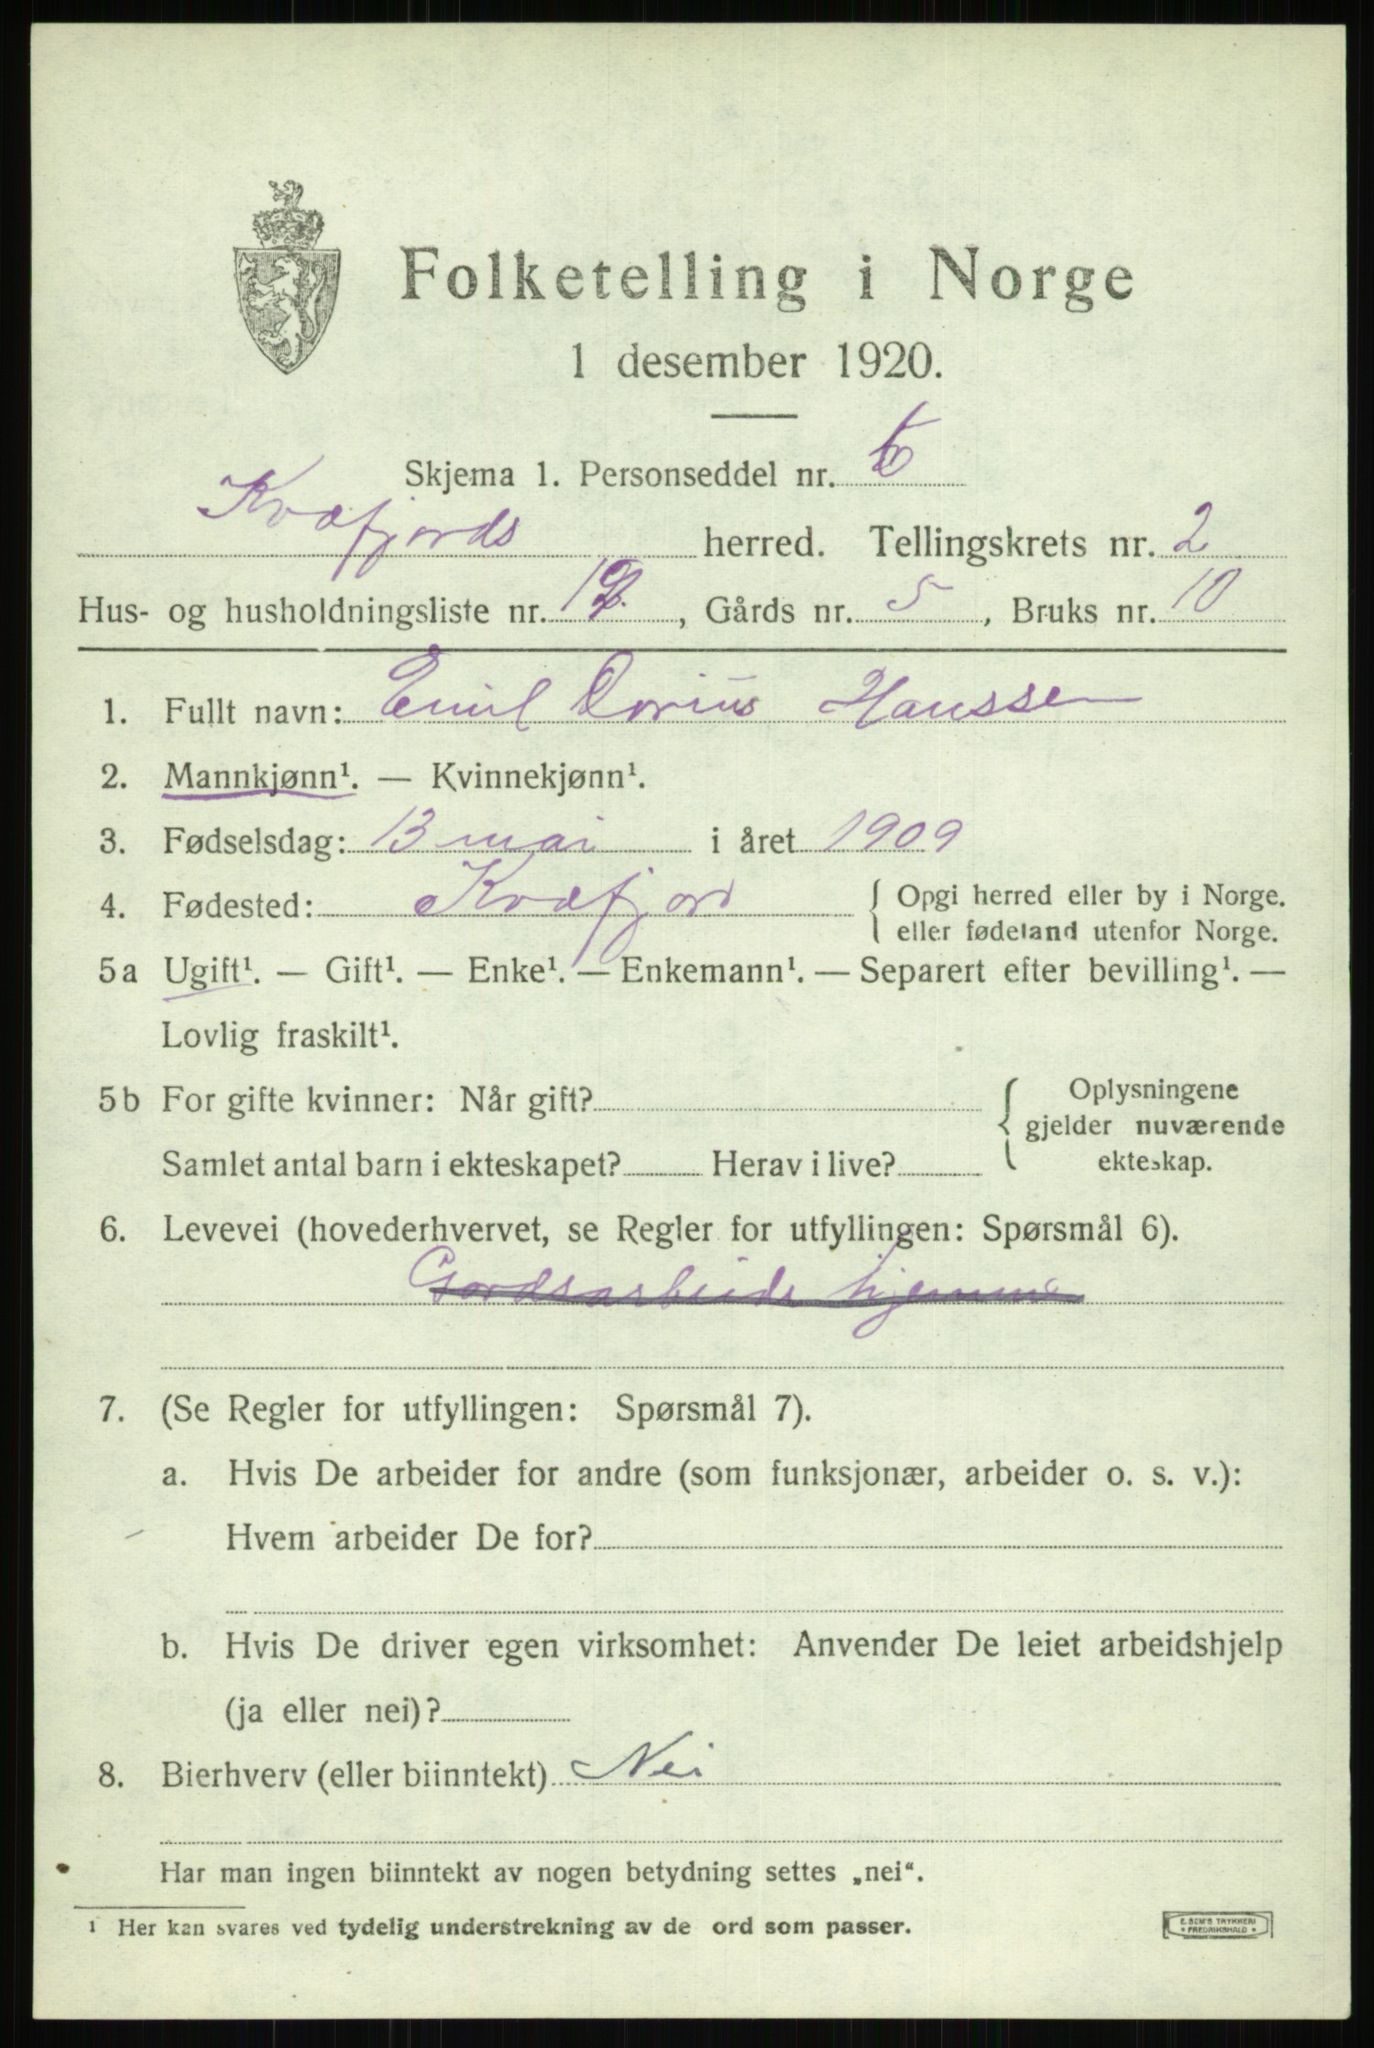 Folketelling i Norge
1 desember 1920.
Skjema 1. Personseddel nr. 6
Kvæfjords herred. Tellingskrets nr. 2
Hus- og husholdningsliste nr. 12, Gårds nr. 5, Bruks nr. 10
1. Fullt navn: Emil Dorius Hanssen
2. Mannkjønn¹. — Kvinnekjønn¹.
3. Fødselsdag: 13 mai i året 1909
4. Fødested: Kvæfjord { Opgi herred eller by i Norge.
eller fødeland utenfor Norge.
5a Ugift¹. — Gift¹. — Enke¹. — Enkemann¹. — Separert efter bevilling¹. —
Lovlig fraskilt¹.
5b For gifte kvinner: Når gift? { Oplysningene
gjelder nuværende
Samlet antal barn i ekteskapet? Herav i live? ekteskap.
6. Levevei (hovederhvervet, se Regler for utfyllingen: Spørsmål 6).
Gardsarbeide hjemme
7. (Se Regler for utfyllingen: Spørsmål 7).
a. Hvis De arbeider for andre (som funksjonær, arbeider o. s. v.):
Hvem arbeider De for?
b. Hvis De driver egen virksomhet: Anvender De leiet arbeidshjelp
(ja eller nei)?
8. Bierhverv (eller biinntekt) Nei
Har man ingen biinntekt av nogen betydning settes „nei“.
¹ Her kan svares ved tydelig understrekning av de ord som passer.
E. SEM'S TRYKKERI
FREDRIKSHALD